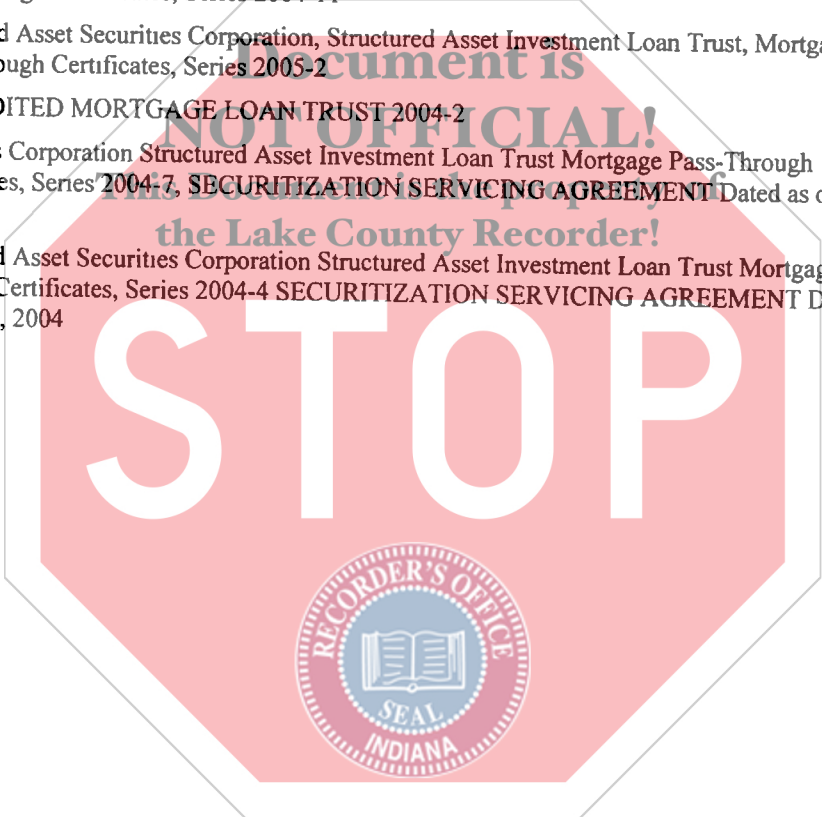 d Asset Securities Corporation, Structured Asset Investment Loan Trust, Mortga
ough Certificates, Series 2005-2
Document is
DITED MORTGAGE LOAN TRUST 2004-2
NOT OFFICIAL!
s Corporation Structured Asset Investment Loan Trust Mortgage Pass-Through
es, Series 2004-7, SECURITIZATION SERVICING AGREEMENT Dated as o
This Document is the property of
the Lake County Recorder!
d Asset Securities Corporation Structured Asset Investment Loan Trust Mortgag
Certificates, Series 2004-4 SECURITIZATION SERVICING AGREEMENT D
, 2004
STOP
RECORDER'S OFFICE
SEAL
INDIANA